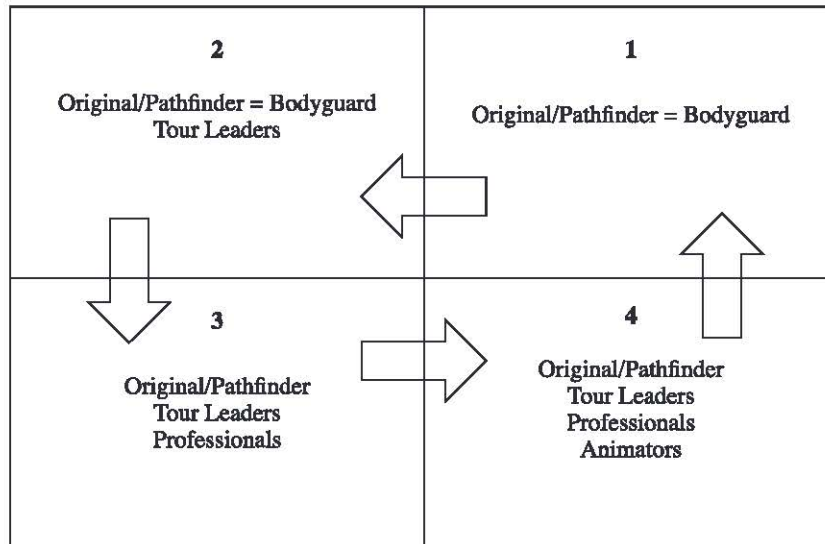 2
Original/Pathfinder = Bodyguard
Tour Leaders
1
Original/Pathfinder = Bodyguard
3
Original/Pathfinder
Tour Leaders
Professionals
4
Original/Pathfinder
Tour Leaders
Professionals
Animators